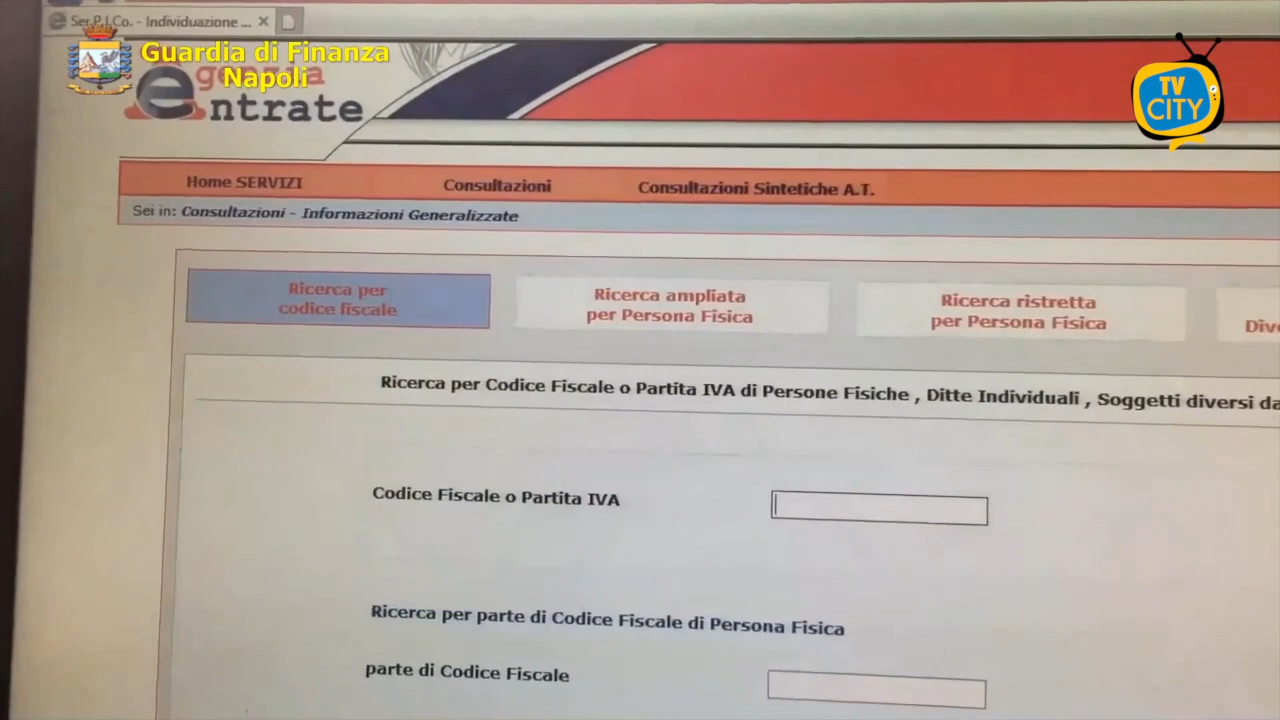 Ser.P.I.Co. - Individuazione ...
Guardia di Finanza
Napoli
genzia
entrate
TV
CITY
Home SERVIZI
Consultazioni
Consultazioni Sintetiche A.T.
Sei in: Consultazioni - Informazioni Generalizzate
Ricerca per
codice fiscale
Ricerca ampliata
per Persona Fisica
Ricerca ristretta
per Persona Fisica
Ricerca per Codice Fiscale o Partita IVA di Persone Fisiche , Ditte Individuali , Soggetti diversi da
Codice Fiscale o Partita IVA
Ricerca per parte di Codice Fiscale di Persona Fisica
parte di Codice Fiscale